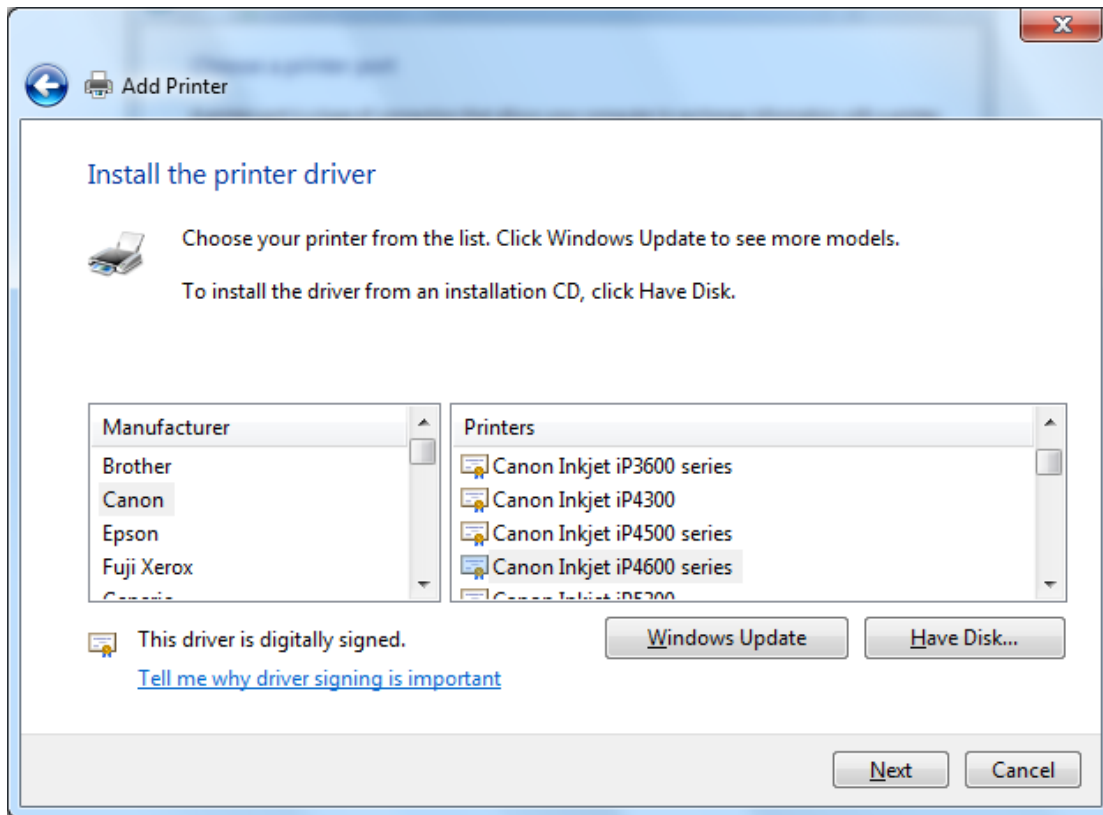 Add Printer
Install the printer driver
Choose your printer from the list. Click Windows Update to see more models.
To install the driver from an installation CD, click Have Disk.
Manufacturer
Brother
Canon
Epson
Fuji Xerox
Printers
Canon Inkjet iP3600 series
Canon Inkjet iP4300
Canon Inkjet iP4500 series
Canon Inkjet iP4600 series
This driver is digitally signed.
Tell me why driver signing is important
Windows Update
Have Disk...
Next
Cancel